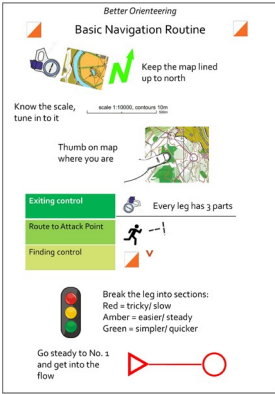 Better Orienteering
Basic Navigation Routine
Keep the map lined
up to north
Know the scale,
tune in to it
scale 1:10000, contours 10m
500m
Thumb on map
where you are
Exiting control
Every leg has 3 parts
Route to Attack Point
Finding control
Break the leg into sections:
Red = tricky/ slow
Amber = easier/ steady
Green = simpler/ quicker
Go steady to No. 1
and get into the
flow